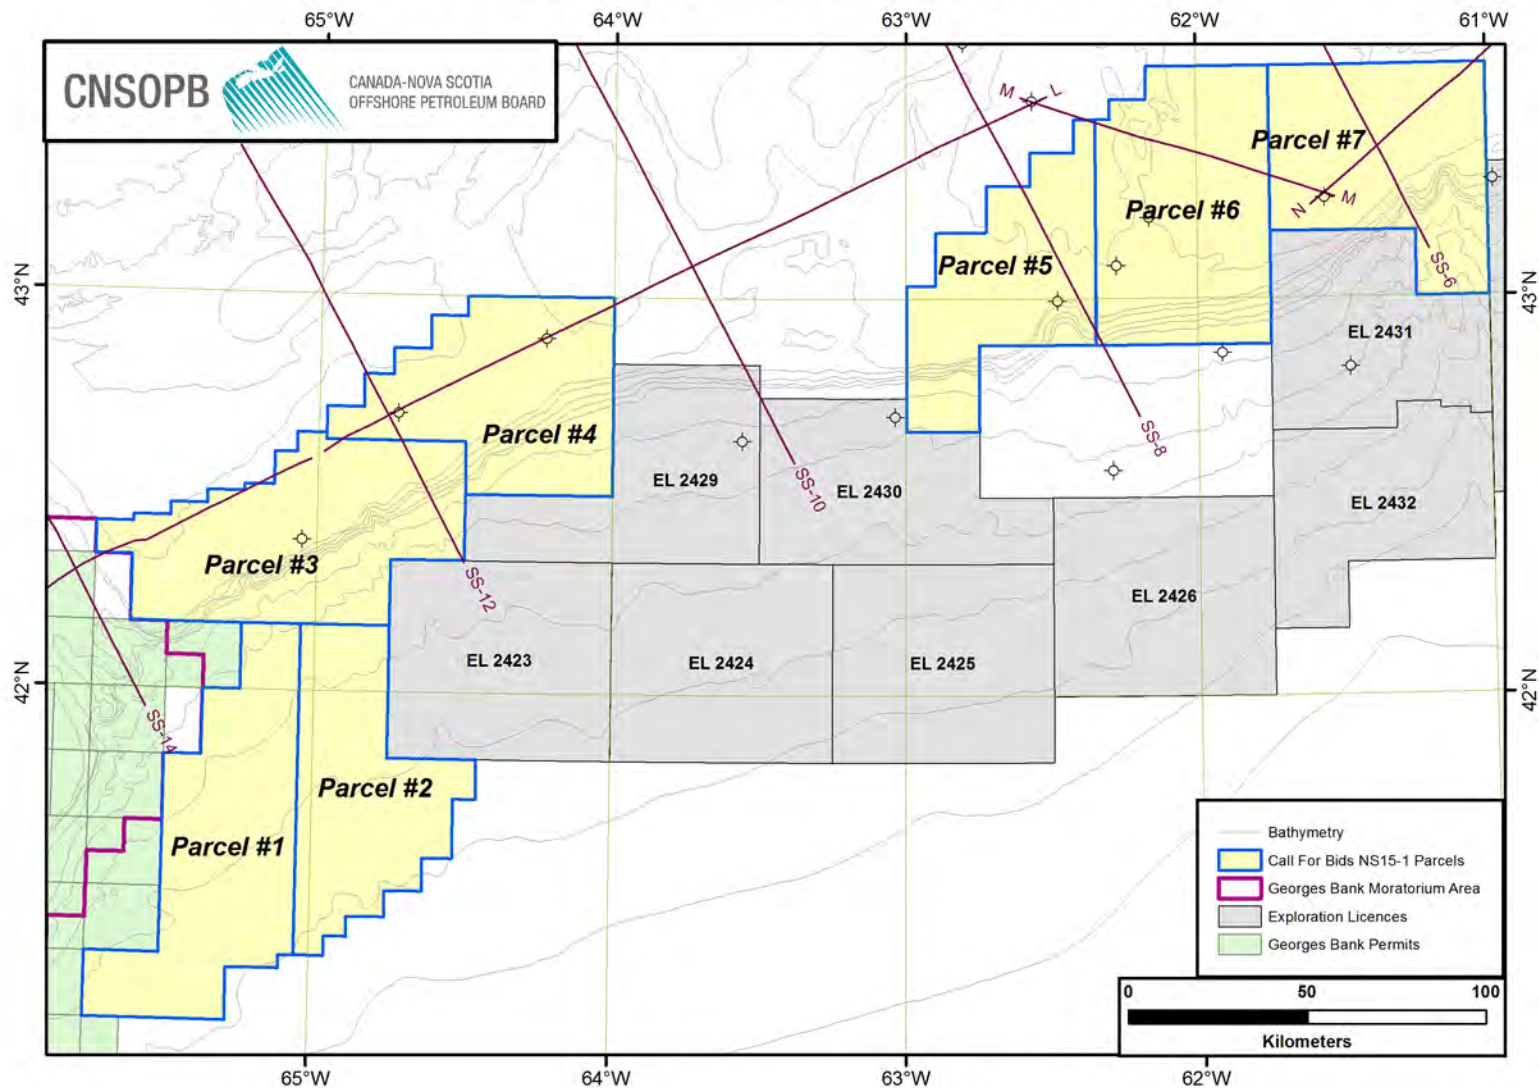 65°W 64°W 63°W 62°W 61°W
CNSOPB
CANADA-NOVA SCOTIA
OFFSHORE PETROLEUM BOARD
M L
Parcel #7
Parcel #6
N M
Parcel #5
SS-6
43°N 43°N
EL 2431
Parcel #4
SS-8
EL 2429
EL 2430
SS-10
EL 2432
Parcel #3
SS-12
EL 2426
EL 2423
EL 2424
EL 2425
42°N 42°N
SS-14
Parcel #2
Parcel #1
Bathymetry
Call For Bids NS15-1 Parcels
Georges Bank Moratorium Area
Exploration Licences
Georges Bank Permits
0 50 100
Kilometers
65°W 64°W 63°W 62°W